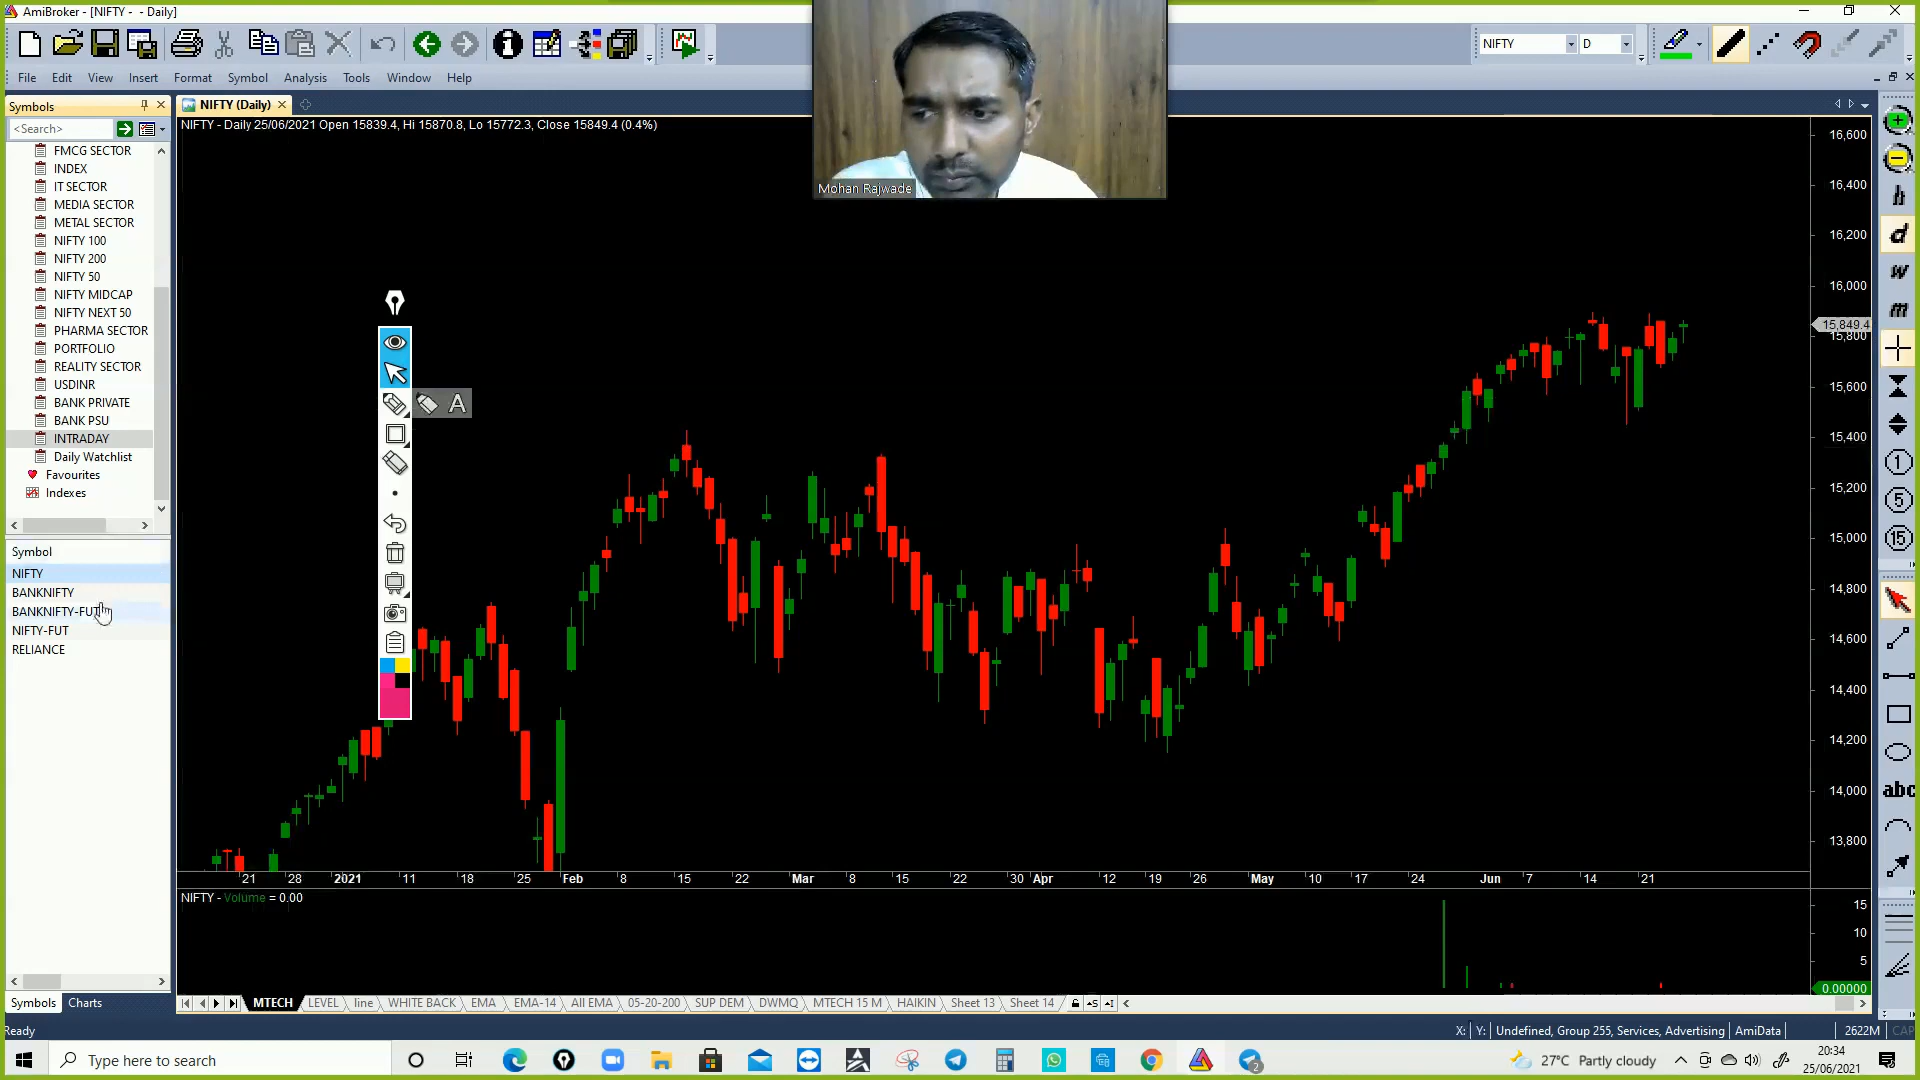 AmiBroker - [NIFTY - - Daily]
NIFTY
D
File Edit View Insert Format Symbol Analysis Tools Window Help
Symbols
<Search>
FMCG SECTOR
INDEX
IT SECTOR
MEDIA SECTOR
METAL SECTOR
NIFTY 100
NIFTY 200
NIFTY 50
NIFTY MIDCAP
NIFTY NEXT 50
PHARMA SECTOR
PORTFOLIO
REALITY SECTOR
USDINR
BANK PRIVATE
BANK PSU
INTRADAY
Daily Watchlist
Favourites
Indexes
Symbol
NIFTY
BANKNIFTY
BANKNIFTY-FUT
NIFTY-FUT
RELIANCE
Symbols Charts
NIFTY (Daily)
NIFTY - Daily 25/06/2021 Open 15839.4, Hi 15870.8, Lo 15772.3, Close 15849.4 (0.4%)
Mohan Rajwade
A
16,600
16,400
16,200
16,000
15,849.4
15,800
15,600
15,400
15,200
15,000
14,800
14,600
14,400
14,200
14,000
13,800
21 28 2021 11 18 25 Feb 8 15 22 Mar 8 15 22 30 Apr 12 19 26 May 10 17 24 Jun 7 14 21
NIFTY - Volume = 0.00
15
10
5
0.00000
MTECH LEVEL line WHITE BACK EMA EMA-14 All EMA 05-20-200 SUP DEM DWMQ MTECH 15 M HAIKIN Sheet 13 Sheet 14
d
w
m
1
5
15
abc
Ready
X: Y: Undefined, Group 255, Services, Advertising AmiData 2622M CAP
Type here to search
2
27°C Partly cloudy
20:34
25/06/2021